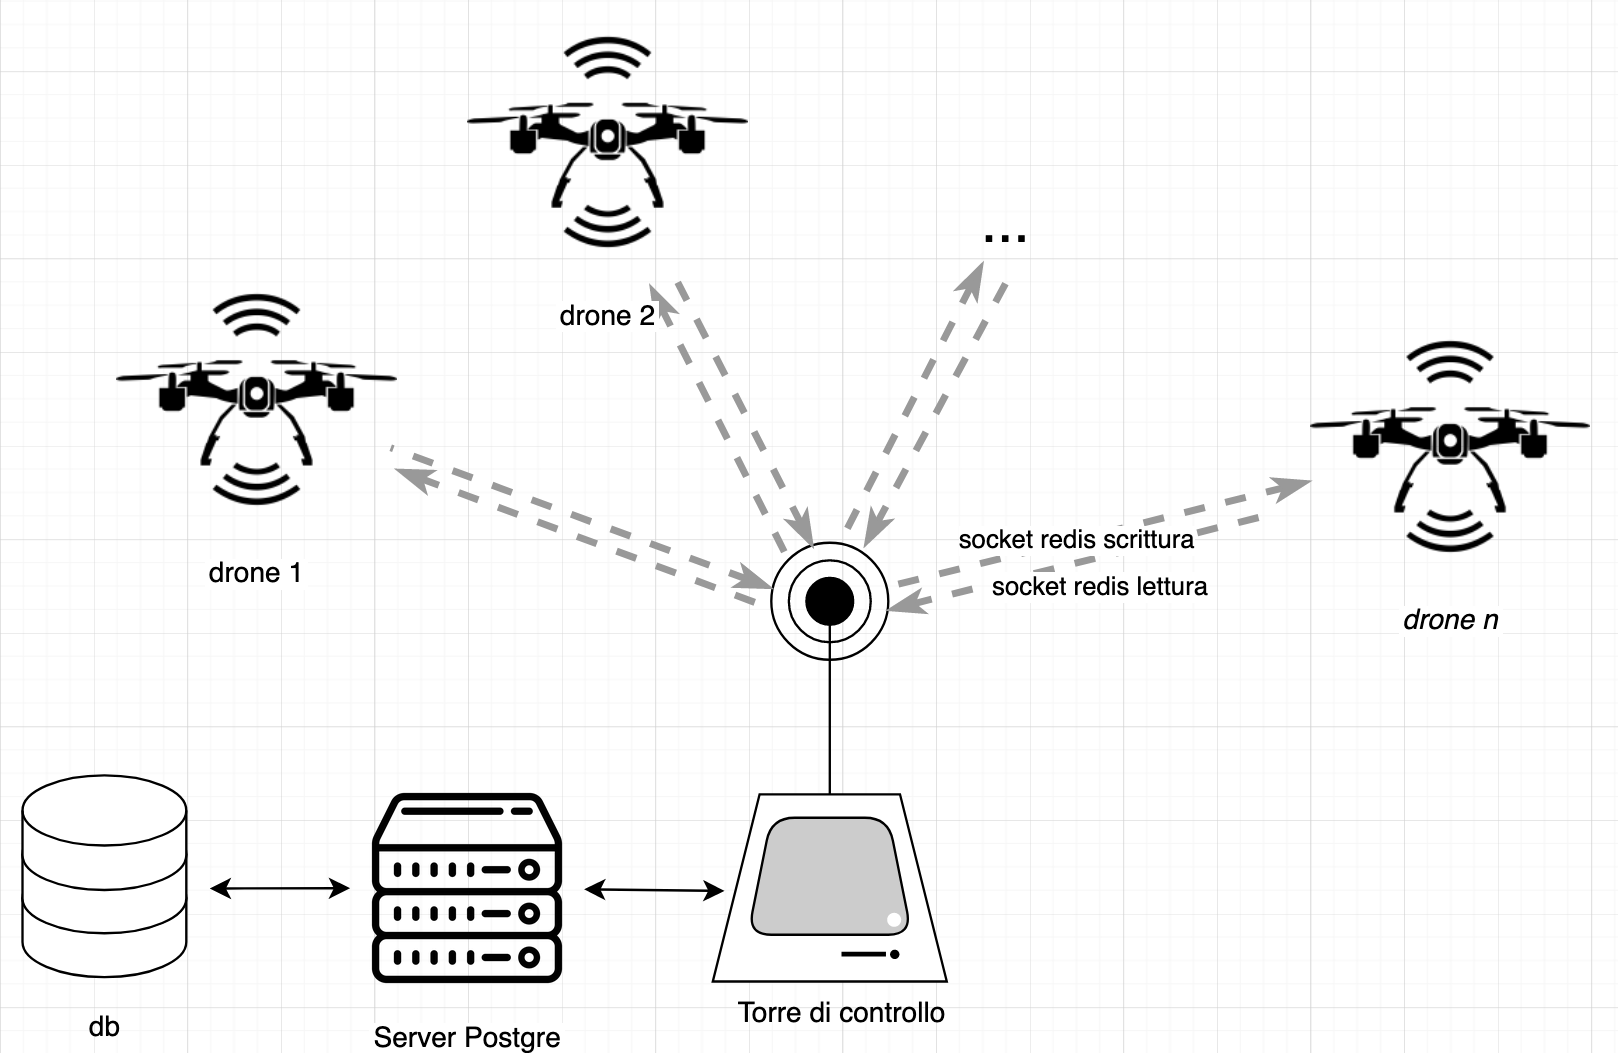 ...
drone 2
drone 1
socket redis scrittura
socket redis lettura
drone n
db
Server Postgre
Torre di controllo